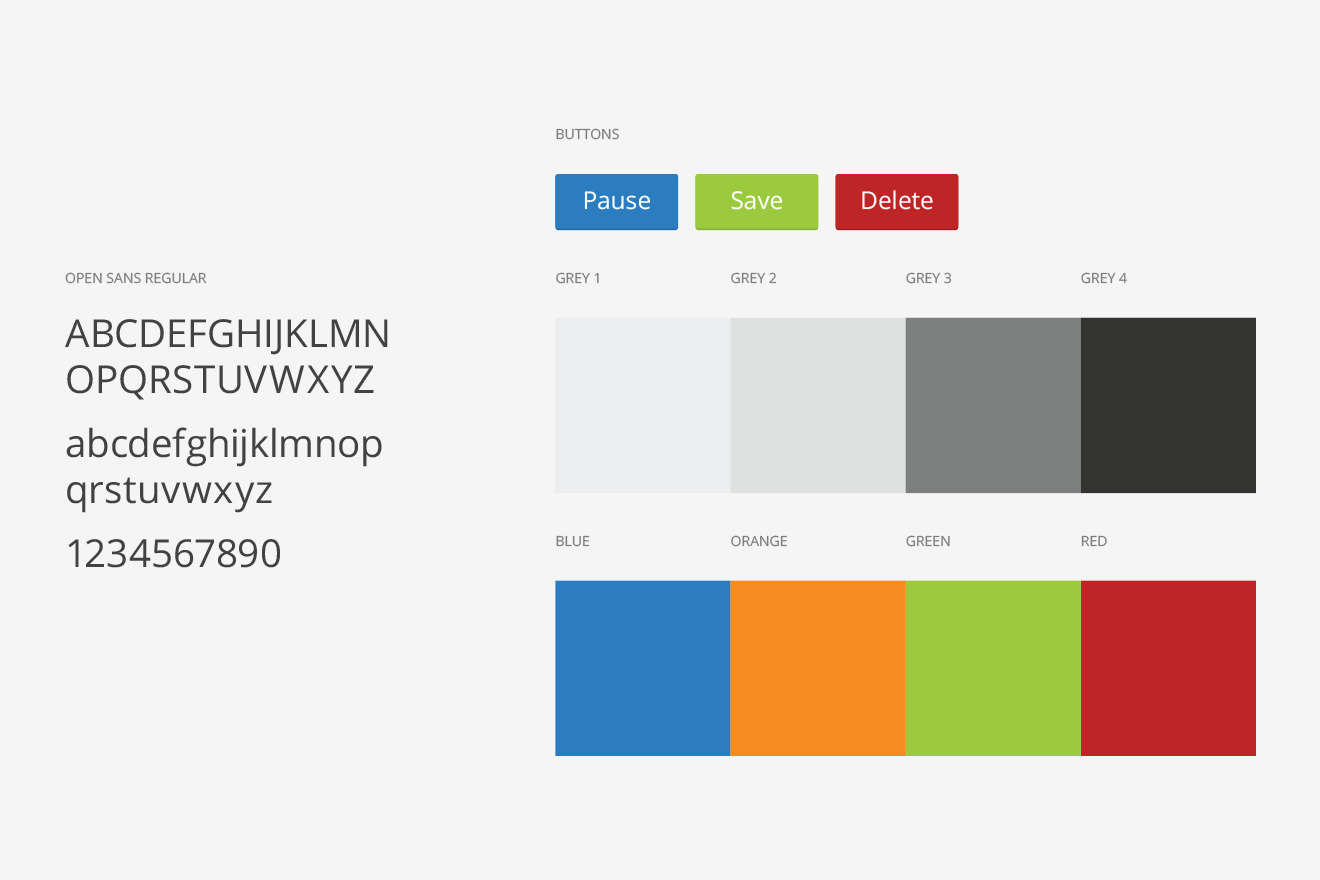 BUTTONS
Pause Save Delete
OPEN SANS REGULAR
ABCDEFGHIJKLMN
OPQRSTUVWXYZ
abcdefghijklmnop
qrstuvwxyz
1234567890
GREY 1 GREY 2 GREY 3 GREY 4
BLUE ORANGE GREEN RED